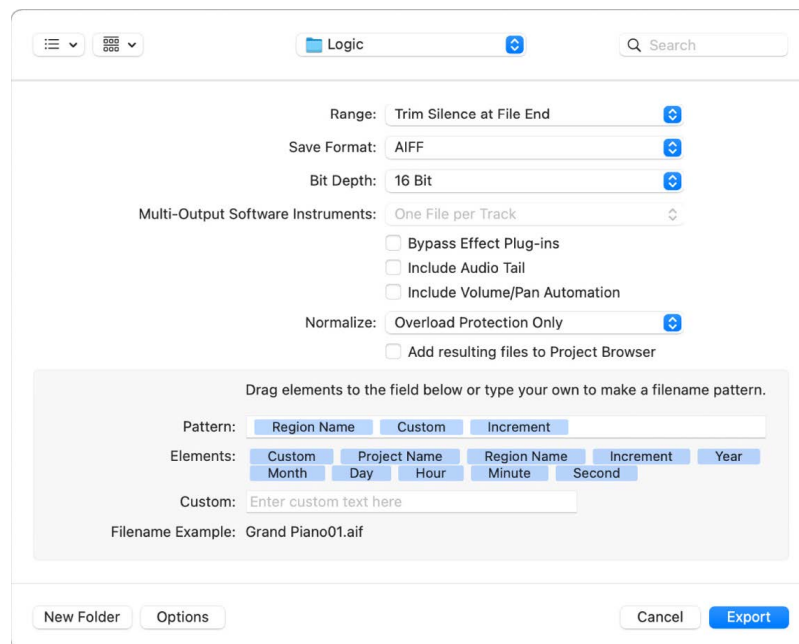 Logic
Search
Range: Trim Silence at File End
Save Format: AIFF
Bit Depth: 16 Bit
Multi-Output Software Instruments: One File per Track
Bypass Effect Plug-ins
Include Audio Tail
Include Volume/Pan Automation
Normalize: Overload Protection Only
Add resulting files to Project Browser
Drag elements to the field below or type your own to make a filename pattern.
Pattern: Region Name Custom Increment
Elements: Custom Project Name Region Name Increment Year
Month Day Hour Minute Second
Custom: Enter custom text here
Filename Example: Grand Piano01.aif
New Folder Options Cancel Export